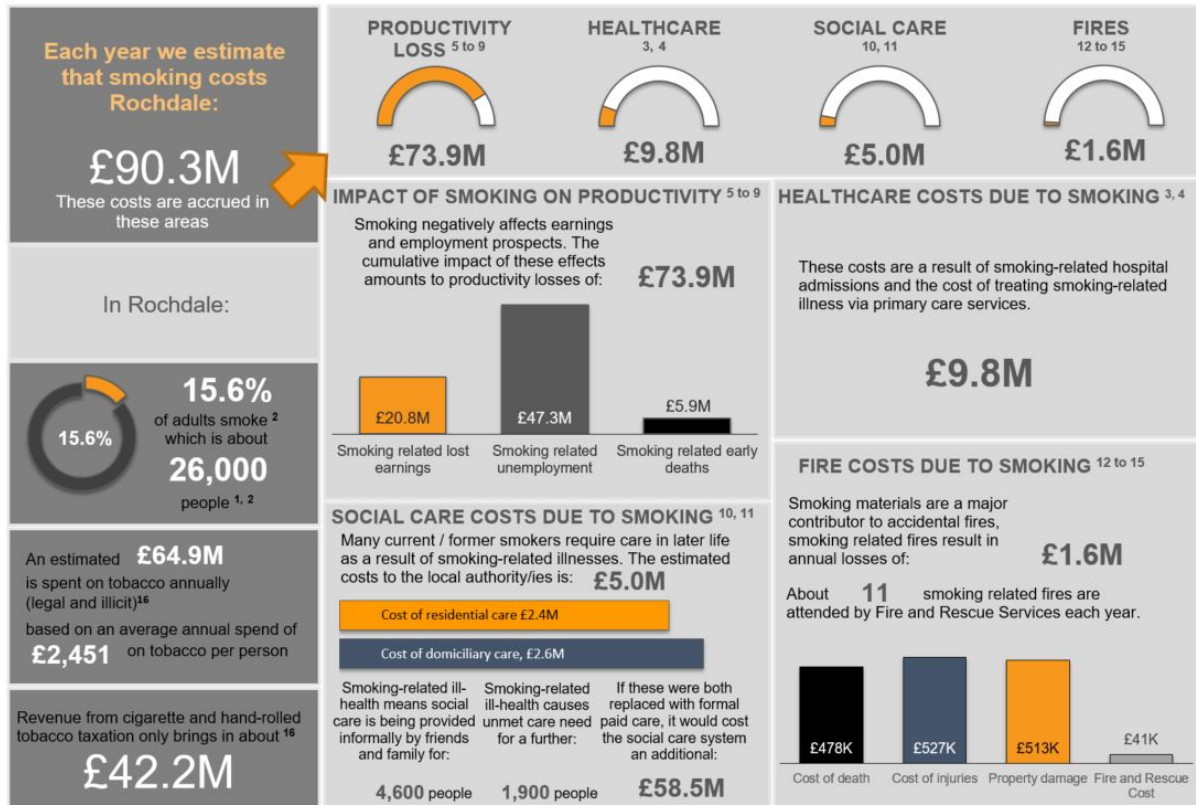 Each year we estimate
that smoking costs
Rochdale:
£90.3M
These costs are accrued in
these areas
In Rochdale:
15.6%
15.6%
of adults smoke 2
which is about
26,000
people 1, 2
An estimated £64.9M
is spent on tobacco annually
(legal and illicit)16
based on an average annual spend of
£2,451 on tobacco per person
Revenue from cigarette and hand-rolled
tobacco taxation only brings in about 16
£42.2M
PRODUCTIVITY
LOSS 5 to 9
£73.9M
HEALTHCARE
3, 4
£9.8M
SOCIAL CARE
10, 11
£5.0M
FIRES
12 to 15
£1.6M
IMPACT OF SMOKING ON PRODUCTIVITY 5 to 9
Smoking negatively affects earnings
and employment prospects. The
cumulative impact of these effects
amounts to productivity losses of:
£73.9M
£20.8M
£47.3M
£5.9M
Smoking related lost
earnings
Smoking related
unemployment
Smoking related early
deaths
SOCIAL CARE COSTS DUE TO SMOKING 10, 11
Many current / former smokers require care in later life
as a result of smoking-related illnesses. The estimated
costs to the local authority/ies is: £5.0M
Cost of residential care £2.4M
Cost of domiciliary care, £2.6M
Smoking-related ill-
health means social
care is being provided
informally by friends
and family for:
4,600 people
Smoking-related
ill-health causes
unmet care need
for a further:
1,900 people
If these were both
replaced with formal
paid care, it would cost
the social care system
an additional:
£58.5M
HEALTHCARE COSTS DUE TO SMOKING 3, 4
These costs are a result of smoking-related hospital
admissions and the cost of treating smoking-related
illness via primary care services.
£9.8M
FIRE COSTS DUE TO SMOKING 12 to 15
Smoking materials are a major
contributor to accidental fires,
smoking related fires result in
annual losses of:
£1.6M
About 11 smoking related fires are
attended by Fire and Rescue Services each year.
£478K
£527K
£513K
£41K
Cost of death
Cost of injuries
Property damage
Fire and Rescue
Cost